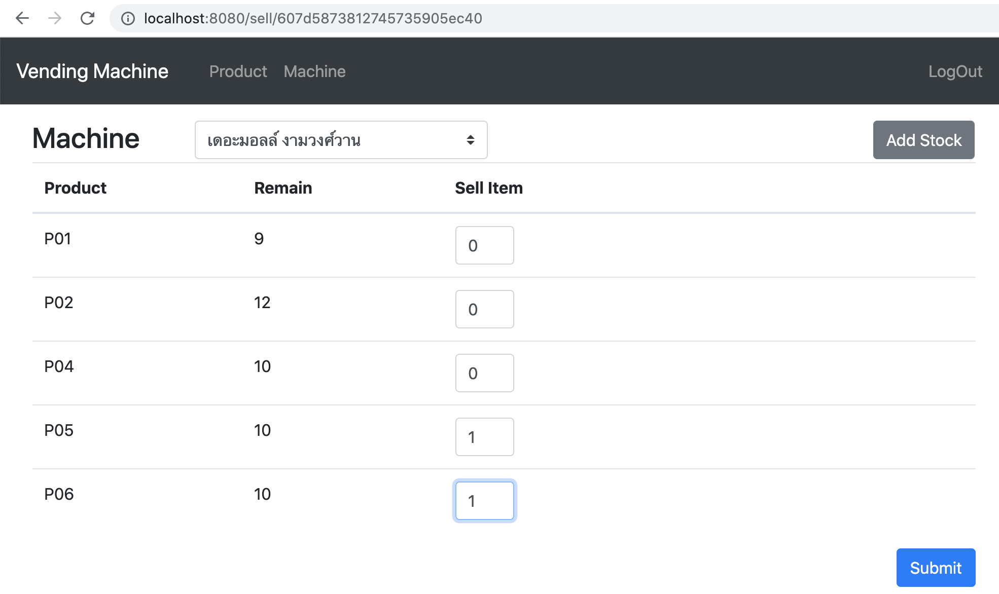 localhost:8080/sell/607d5873812745735905ec40
Vending Machine Product Machine LogOut
Machine เดอะมอลล์ งามวงศ์วาน Add Stock
Product Remain Sell Item
P01 9 0
P02 12 0
P04 10 0
P05 10 1
P06 10 1
Submit